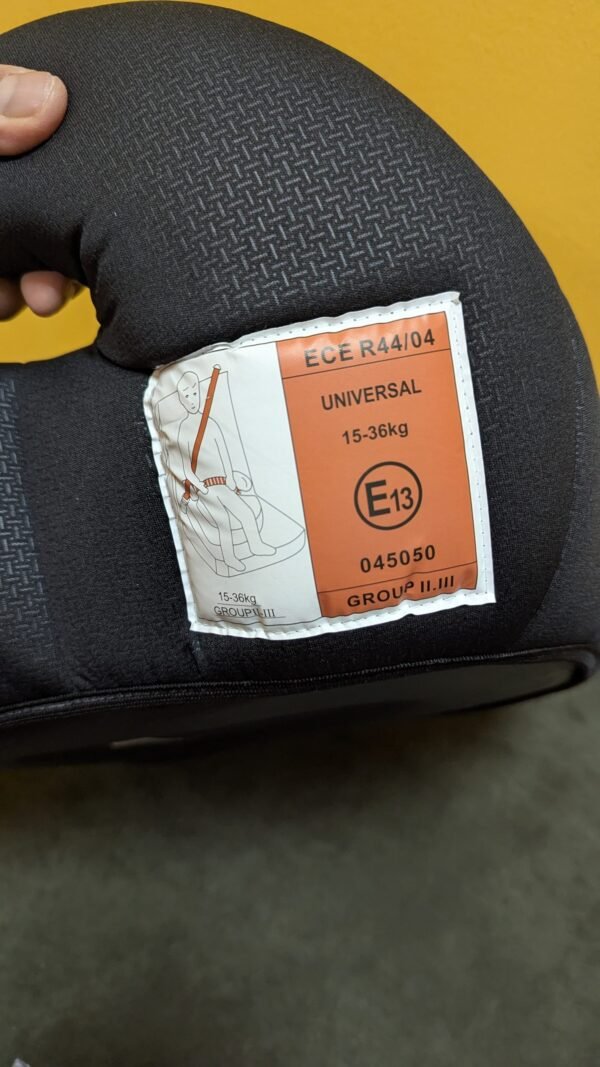 ECE R44/04
UNIVERSAL
15-36kg
E13
045050
GROUP II.III
15-36kg
GROUP II.III